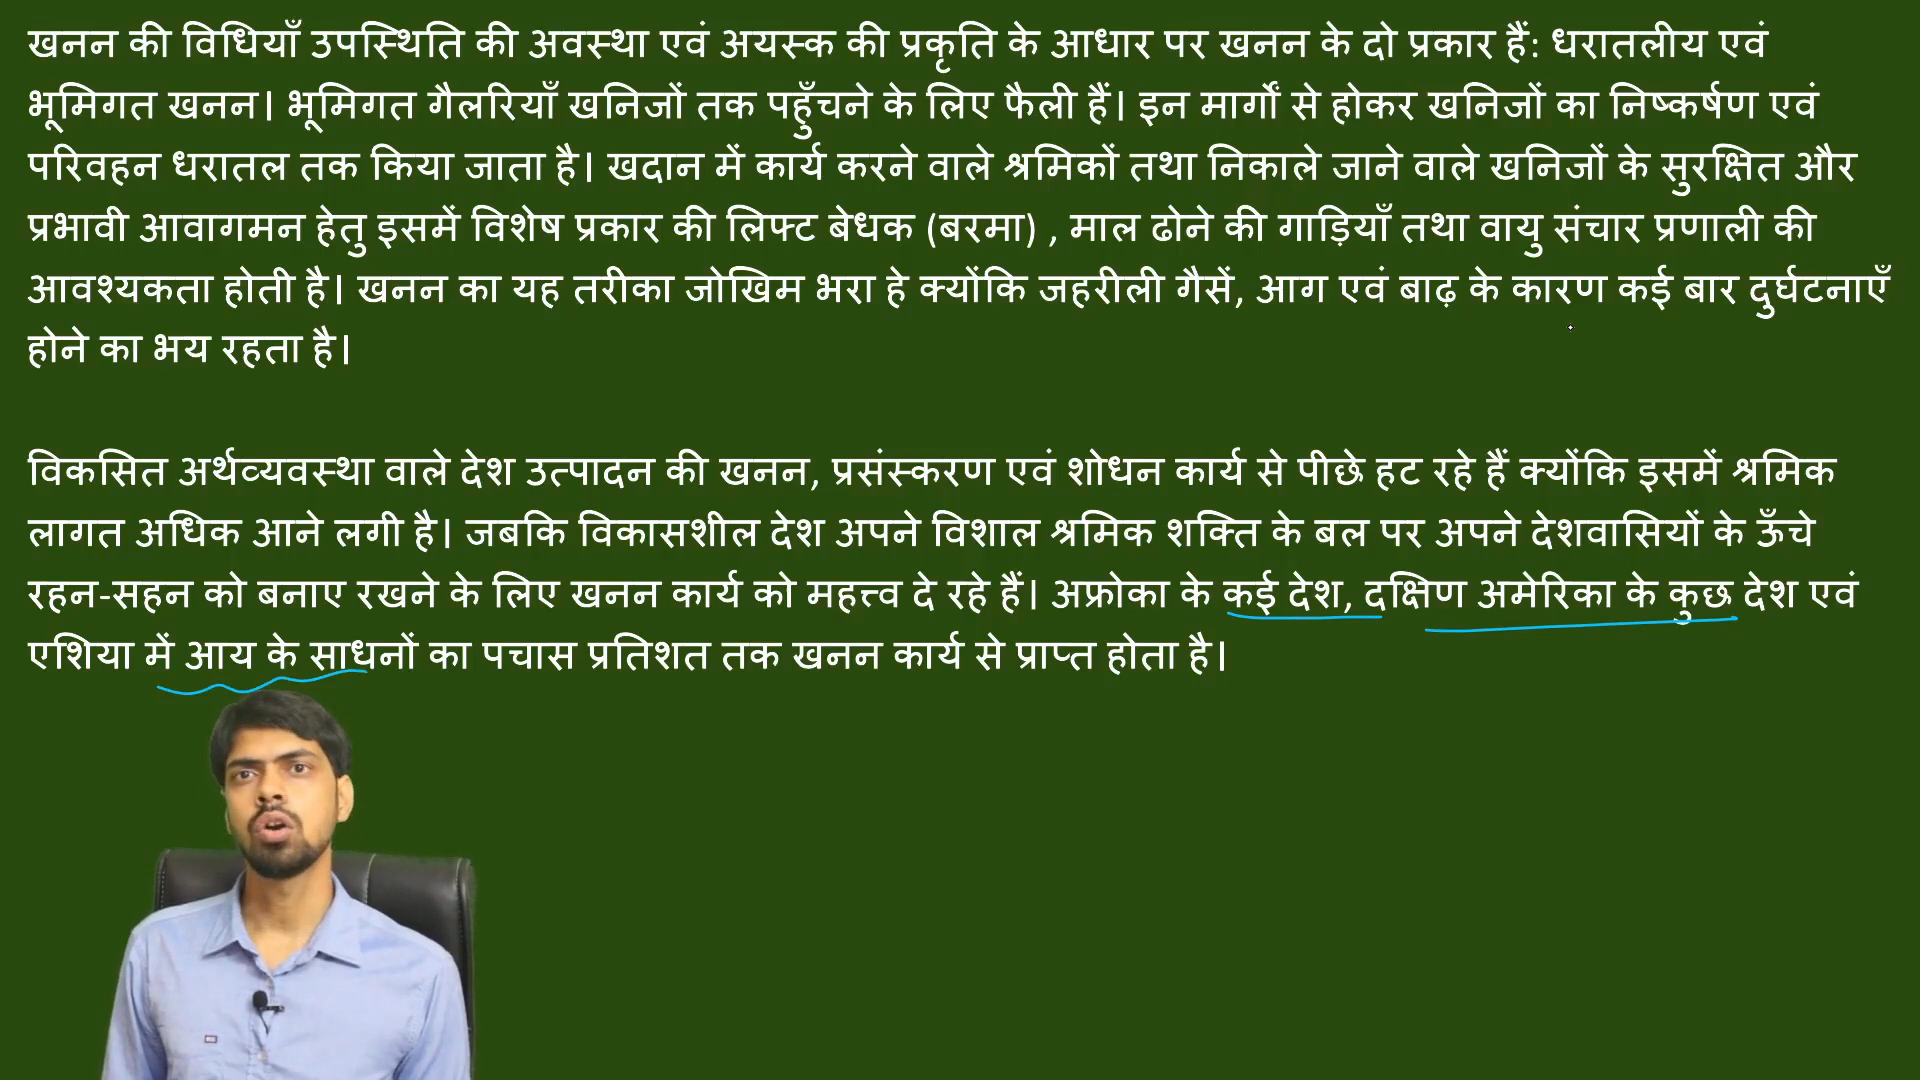 खनन की विधियाँ उपस्थिति की अवस्था एवं अयस्क की प्रकृति के आधार पर खनन के दो प्रकार हैं: धरातलीय एवं
भूमिगत खनन। भूमिगत गैलरियाँ खनिजों तक पहुँचने के लिए फैली हैं। इन मार्गों से होकर खनिजों का निष्कर्षण एवं
परिवहन धरातल तक किया जाता है। खदान में कार्य करने वाले श्रमिकों तथा निकाले जाने वाले खनिजों के सुरक्षित और
प्रभावी आवागमन हेतु इसमें विशेष प्रकार की लिफ्ट बेधक (बरमा) , माल ढोने की गाड़ियाँ तथा वायु संचार प्रणाली की
आवश्यकता होती है। खनन का यह तरीका जोखिम भरा हे क्योंकि जहरीली गैसें, आग एवं बाढ़ के कारण कई बार दुर्घटनाएँ
होने का भय रहता है।
विकसित अर्थव्यवस्था वाले देश उत्पादन की खनन, प्रसंस्करण एवं शोधन कार्य से पीछे हट रहे हैं क्योंकि इसमें श्रमिक
लागत अधिक आने लगी है। जबकि विकासशील देश अपने विशाल श्रमिक शक्ति के बल पर अपने देशवासियों के ऊँचे
रहन-सहन को बनाए रखने के लिए खनन कार्य को महत्त्व दे रहे हैं। अफ्रोका के कई देश, दक्षिण अमेरिका के कुछ देश एवं
एशिया में आय के साधनों का पचास प्रतिशत तक खनन कार्य से प्राप्त होता है।